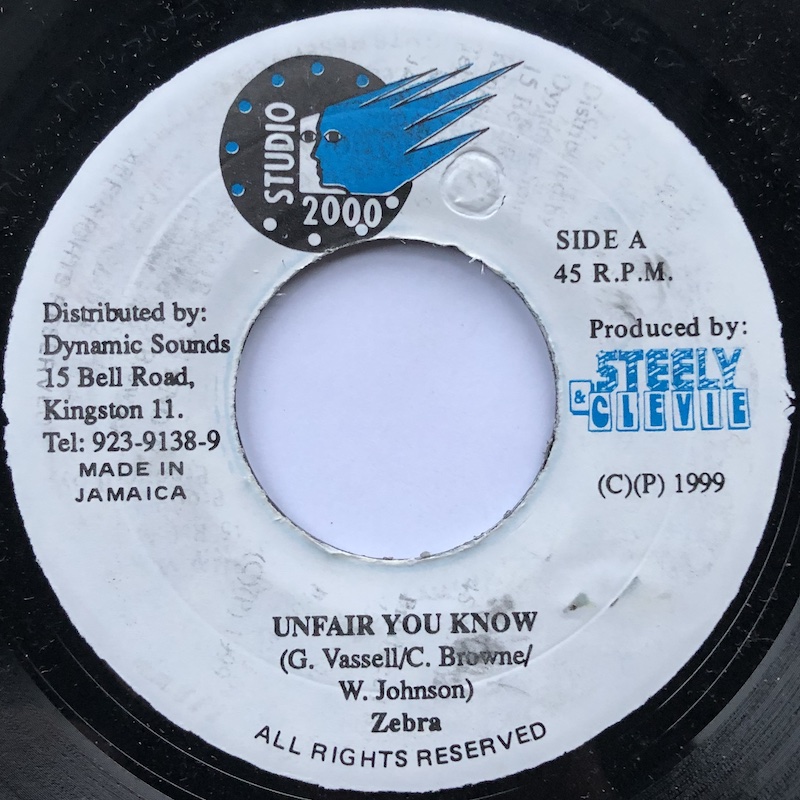 STUDIO
2000
SIDE A
45 R.P.M.
Distributed by:
Dynamic Sounds
15 Bell Road,
Kingston 11.
Tel: 923-9138-9
MADE IN
JAMAICA
Produced by:
STEELY
& CLEVIE
(C)(P) 1999
UNFAIR YOU KNOW
(G. Vassell/C. Browne/
W. Johnson)
Zebra
ALL RIGHTS RESERVED